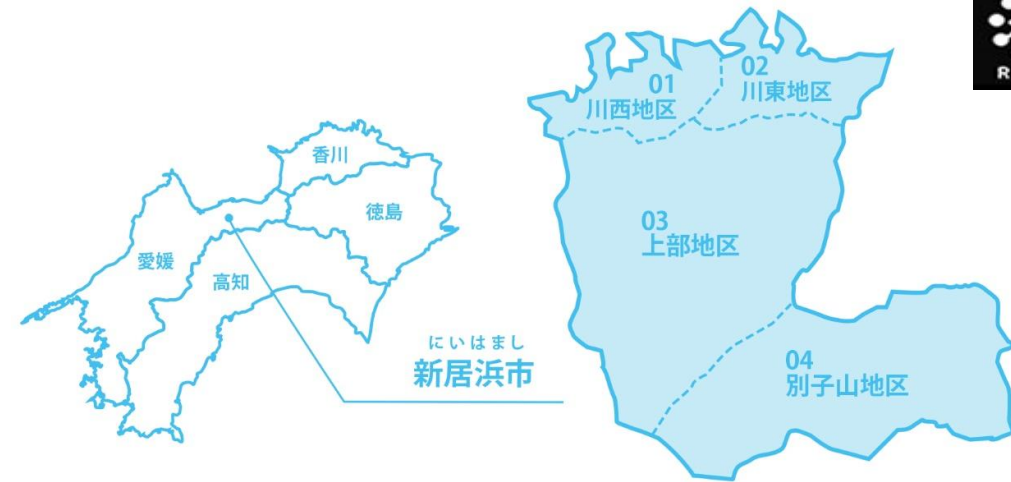 香川
徳島
愛媛
高知
にいはまし
新居浜市
01
川西地区
02
川東地区
03
上部地区
04
別子山地区
R